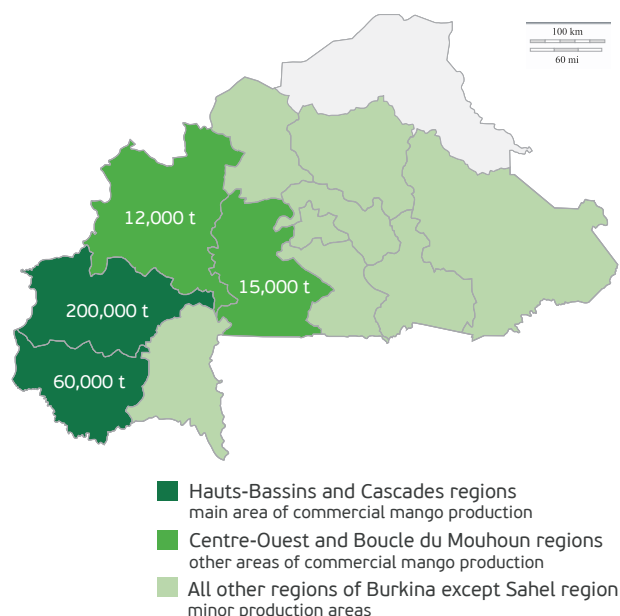 100 km
60 mi
12,000 t
15,000 t
200,000 t
60,000 t
Hauts-Bassins and Cascades regions
main area of commercial mango production
Centre-Ouest and Boucle du Mouhoun regions
other areas of commercial mango production
All other regions of Burkina except Sahel region
minor production areas